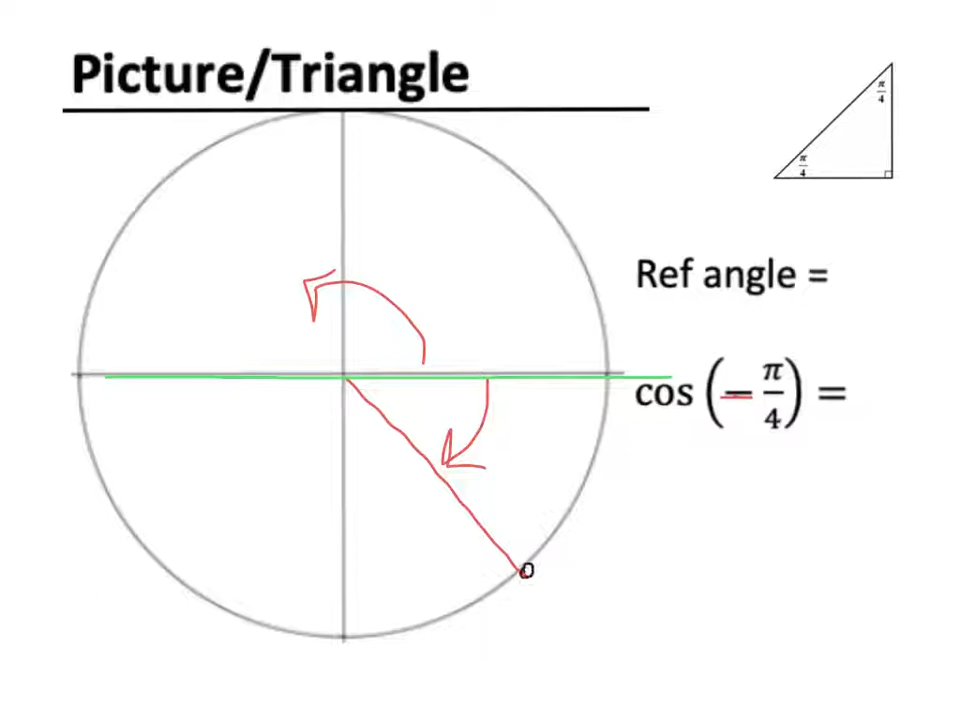 Picture/Triangle
π/4
π/4
Ref angle =
cos (− π/4) =